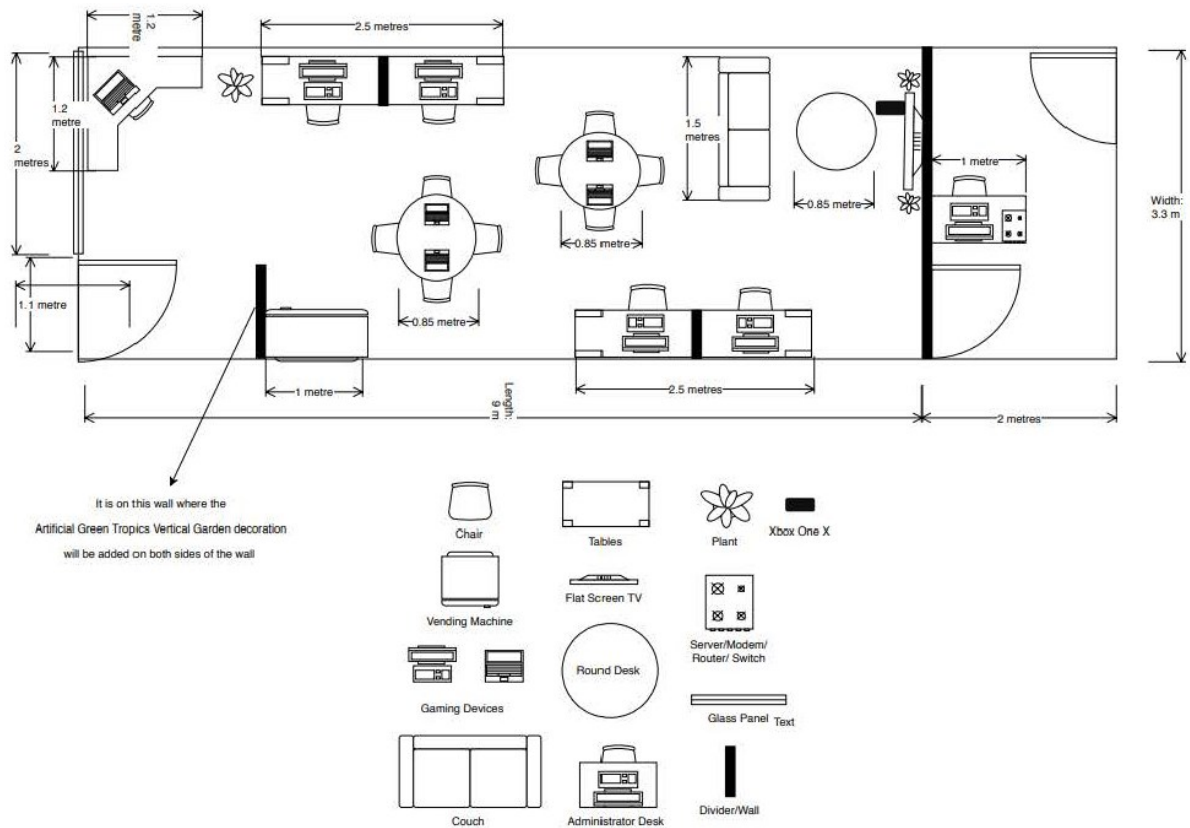 1.2
metre
2.5 metres
1.2
metre
2
metres
1.1 metre
0.85 metre
0.85 metre
1.5
metres
0.85 metre
1 metre
Width:
3.3 m
1 metre
2.5 metres
Length:
9 m
2 metres
It is on this wall where the
Artificial Green Tropics Vertical Garden decoration
will be added on both sides of the wall
Chair
Tables
Plant
Xbox One X
Vending Machine
Flat Screen TV
Server/Modem/
Router/ Switch
Gaming Devices
Round Desk
Glass Panel
Text
Couch
Administrator Desk
Divider/Wall